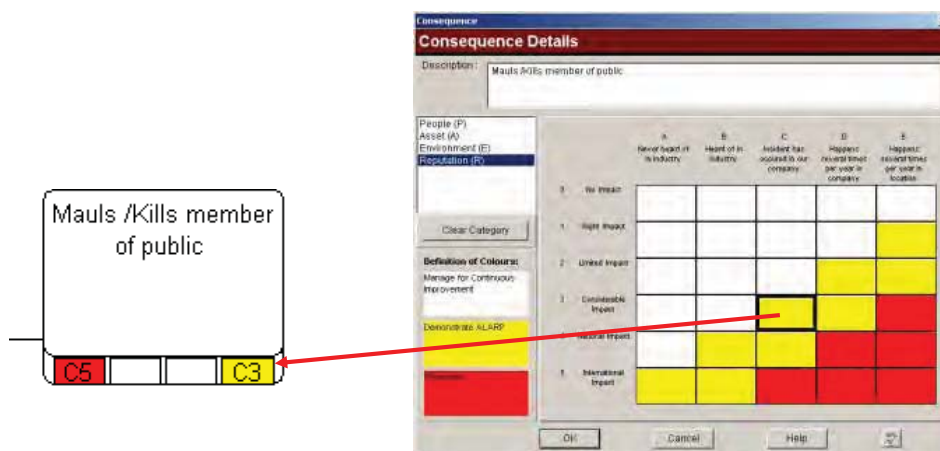 Mauls /Kills member
of public
C5
C3
Consequence
Consequence Details
Description :
Mauls /Kills member of public
People (P)
Asset (A)
Environment (E)
Reputation (R)
Clear Category
Definition of Colours:
Manage for Continuous
Improvement
Demonstrate ALARP
A
Never heard of
in industry
B
Heard of in
industry
C
Incident has
occured in our
company
D
Happens
several times
per year in
company
E
Happens
several times
per year in
location
0 No Impact
1 Slight Impact
2 Limited Impact
3 Considerable
Impact
National Impact
5 International
Impact
OK
Cancel
Help